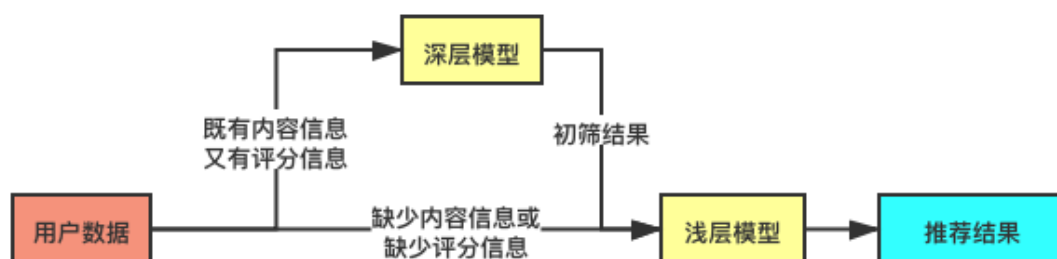 深层模型
既有内容信息
又有评分信息
初筛结果
用户数据
缺少内容信息或
缺少评分信息
浅层模型
推荐结果